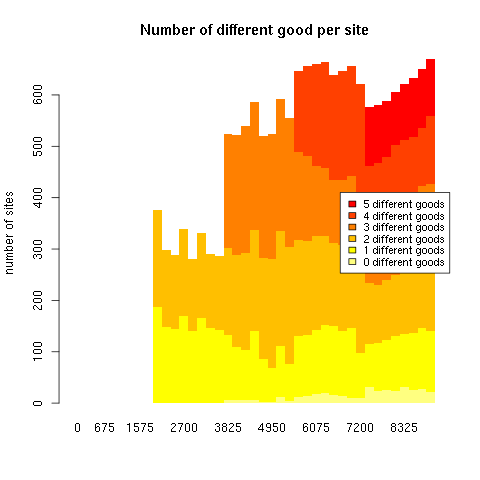 Number of different good per site
number of sites
600
500
400
300
200
100
0
5 different goods
4 different goods
3 different goods
2 different goods
1 different goods
0 different goods
0 675 1575 2700 3825 4950 6075 7200 8325